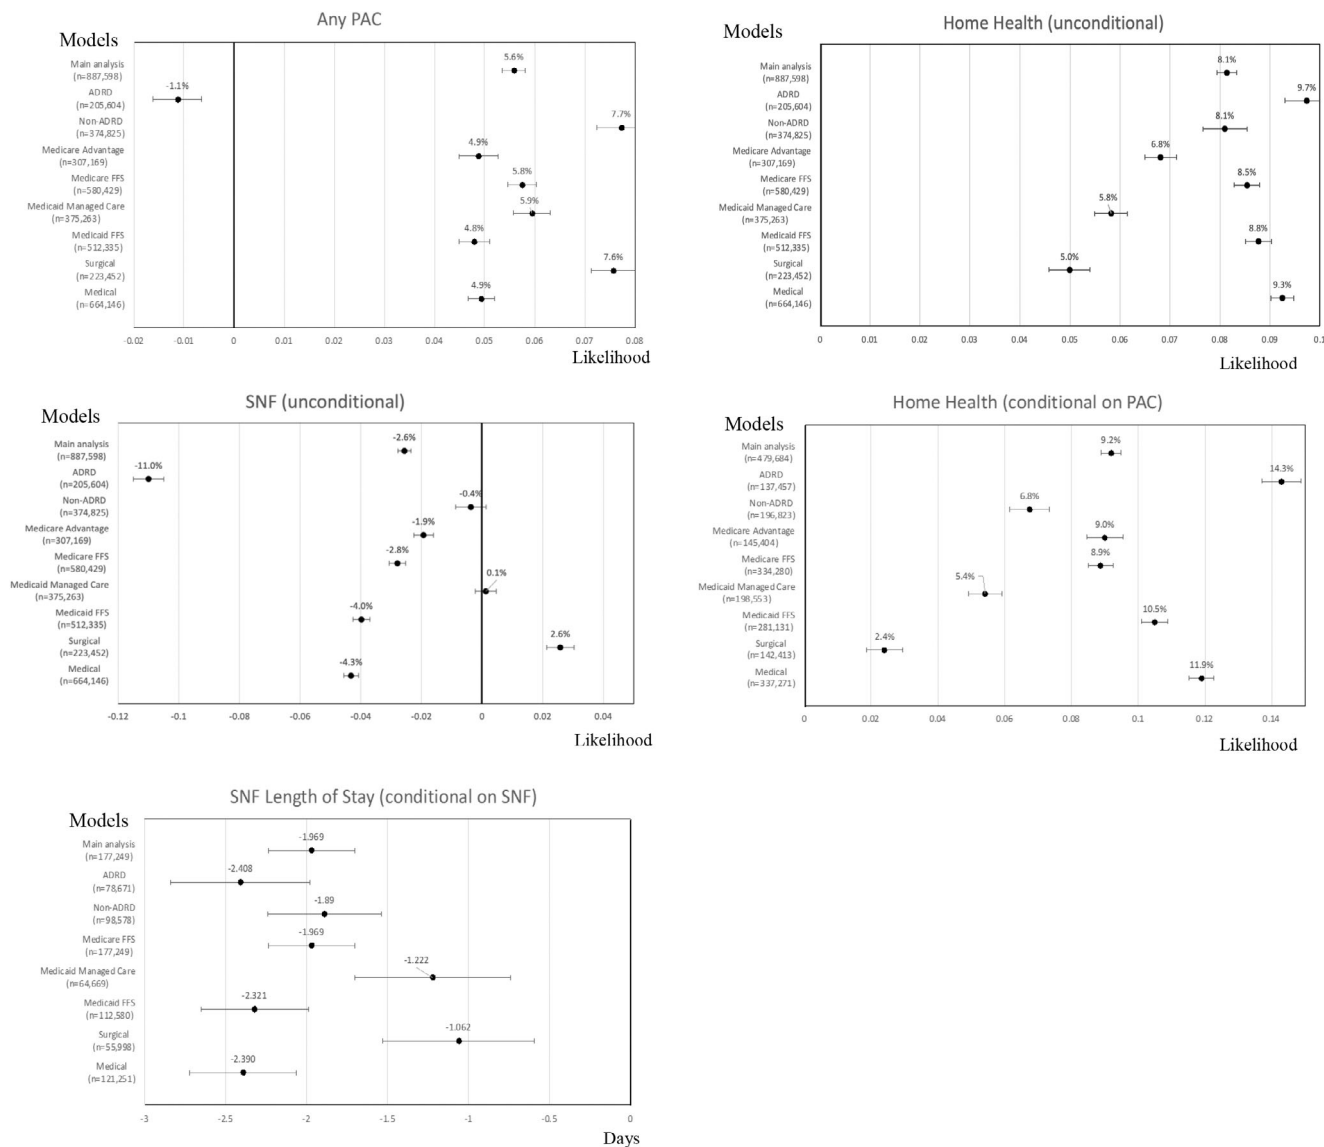 Any PAC
Models
Main analysis
(n=887,598)
5.6%
ADRD
(n=205,604)
-1.1%
Non-ADRD
(n=374,825)
7.7%
Medicare Advantage
(n=307,169)
4.9%
Medicare FFS
(n=580,429)
5.8%
Medicaid Managed Care
(n=375,263)
5.9%
Medicaid FFS
(n=512,335)
4.8%
Surgical
(n=223,452)
7.6%
Medical
(n=664,146)
4.9%
-0.02 -0.01 0 0.01 0.02 0.03 0.04 0.05 0.06 0.07 0.08
Likelihood
Home Health (unconditional)
Models
Main analysis
(n=887,598)
8.1%
ADRD
(n=205,604)
9.7%
Non-ADRD
(n=374,825)
8.1%
Medicare Advantage
(n=307,169)
6.8%
Medicare FFS
(n=580,429)
8.5%
Medicaid Managed Care
(n=375,263)
5.8%
Medicaid FFS
(n=512,335)
8.8%
Surgical
(n=223,452)
5.0%
Medical
(n=664,146)
9.3%
0 0.01 0.02 0.03 0.04 0.05 0.06 0.07 0.08 0.09 0.1
Likelihood
SNF (unconditional)
Models
Main analysis
(n=887,598)
-2.6%
ADRD
(n=205,604)
-11.0%
Non-ADRD
(n=374,825)
-0.4%
Medicare Advantage
(n=307,169)
-1.9%
Medicare FFS
(n=580,429)
-2.8%
Medicaid Managed Care
(n=375,263)
0.1%
Medicaid FFS
(n=512,335)
-4.0%
Surgical
(n=223,452)
2.6%
Medical
(n=664,146)
-4.3%
-0.12 -0.1 -0.08 -0.06 -0.04 -0.02 0 0.02 0.04
Likelihood
Home Health (conditional on PAC)
Models
Main analysis
(n=479,684)
9.2%
ADRD
(n=137,457)
14.3%
Non-ADRD
(n=196,823)
6.8%
Medicare Advantage
(n=145,404)
9.0%
Medicare FFS
(n=334,280)
8.9%
Medicaid Managed Care
(n=198,553)
5.4%
Medicaid FFS
(n=281,131)
10.5%
Surgical
(n=142,413)
2.4%
Medical
(n=337,271)
11.9%
0 0.02 0.04 0.06 0.08 0.1 0.12 0.14
Likelihood
SNF Length of Stay (conditional on SNF)
Models
Main analysis
(n=177,249)
-1.969
ADRD
(n=78,671)
-2.408
Non-ADRD
(n=98,578)
-1.89
Medicare FFS
(n=177,249)
-1.969
Medicaid Managed Care
(n=64,669)
-1.222
Medicaid FFS
(n=112,580)
-2.321
Surgical
(n=55,998)
-1.062
Medical
(n=121,251)
-2.390
-3 -2.5 -2 -1.5 -1 -0.5 0
Days